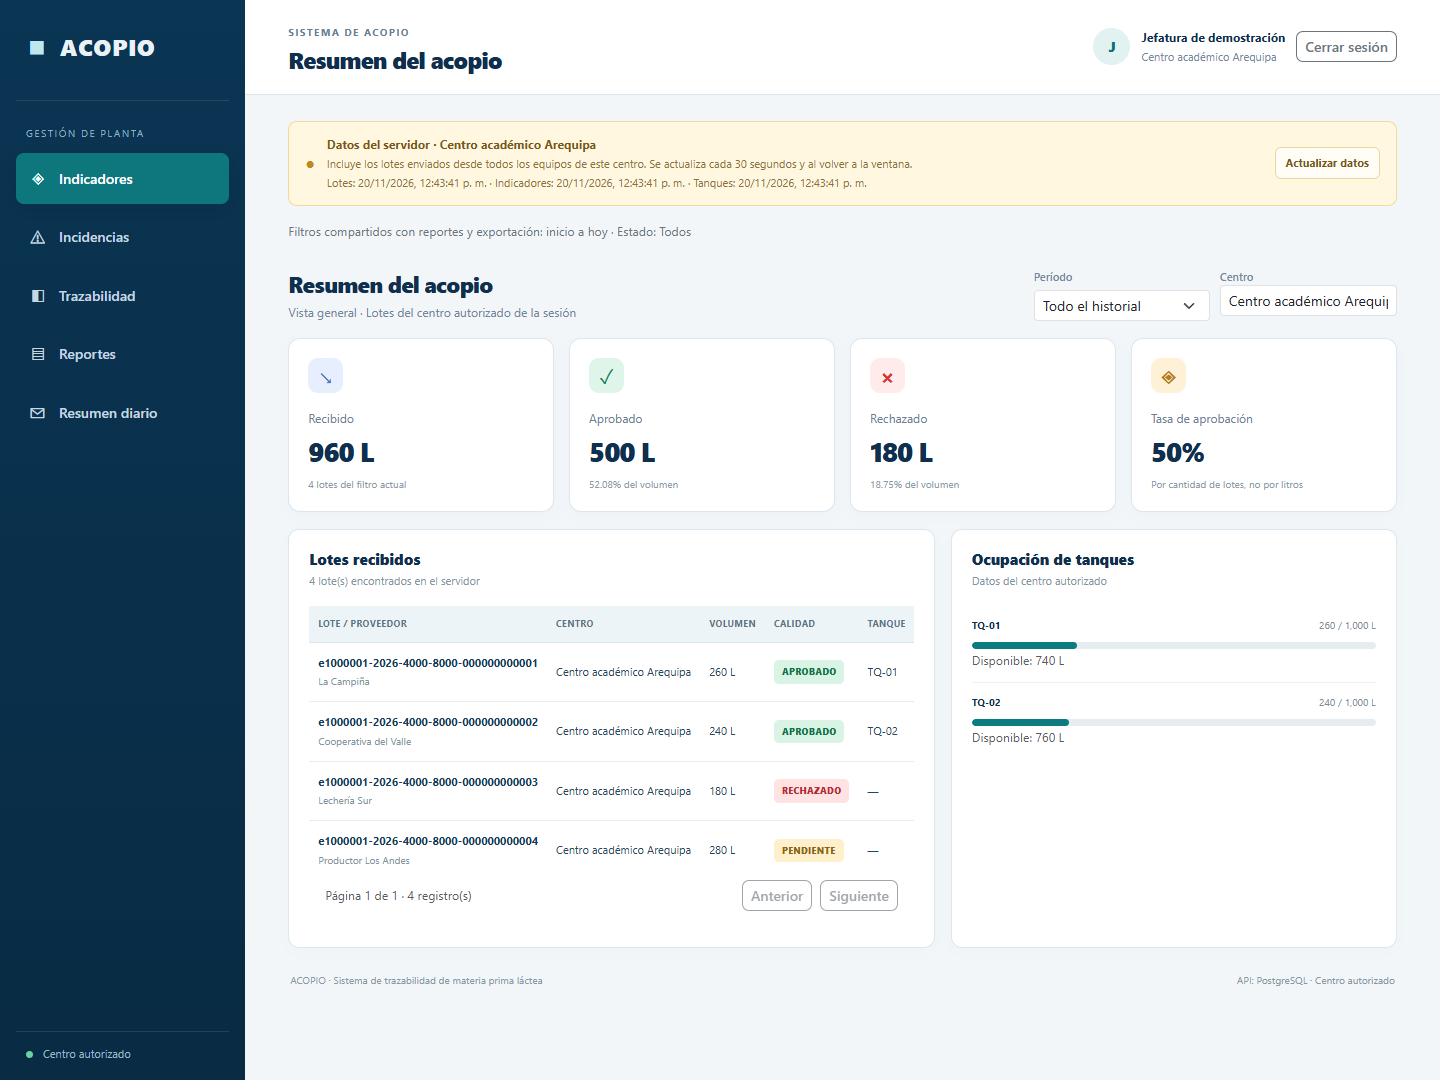 ACOPIO
GESTIÓN DE PLANTA
Indicadores
Incidencias
Trazabilidad
Reportes
Resumen diario
Centro autorizado
SISTEMA DE ACOPIO
Resumen del acopio
J
Jefatura de demostración
Centro académico Arequipa
Cerrar sesión
Datos del servidor · Centro académico Arequipa
Incluye los lotes enviados desde todos los equipos de este centro. Se actualiza cada 30 segundos y al volver a la ventana.
Lotes: 20/11/2026, 12:43:41 p. m. · Indicadores: 20/11/2026, 12:43:41 p. m. · Tanques: 20/11/2026, 12:43:41 p. m.
Actualizar datos
Filtros compartidos con reportes y exportación: inicio a hoy · Estado: Todos
Resumen del acopio
Vista general · Lotes del centro autorizado de la sesión
Período
Todo el historial
Centro
Centro académico Arequip
Recibido
960 L
4 lotes del filtro actual
Aprobado
500 L
52.08% del volumen
Rechazado
180 L
18.75% del volumen
Tasa de aprobación
50%
Por cantidad de lotes, no por litros
Lotes recibidos
4 lote(s) encontrados en el servidor
LOTE / PROVEEDOR CENTRO VOLUMEN CALIDAD TANQUE
e1000001-2026-4000-8000-000000000001
La Campiña
Centro académico Arequipa 260 L APROBADO TQ-01
e1000001-2026-4000-8000-000000000002
Cooperativa del Valle
Centro académico Arequipa 240 L APROBADO TQ-02
e1000001-2026-4000-8000-000000000003
Lechería Sur
Centro académico Arequipa 180 L RECHAZADO —
e1000001-2026-4000-8000-000000000004
Productor Los Andes
Centro académico Arequipa 280 L PENDIENTE —
Página 1 de 1 · 4 registro(s)
Anterior
Siguiente
Ocupación de tanques
Datos del centro autorizado
TQ-01 260 / 1,000 L
Disponible: 740 L
TQ-02 240 / 1,000 L
Disponible: 760 L
ACOPIO · Sistema de trazabilidad de materia prima láctea
API: PostgreSQL · Centro autorizado